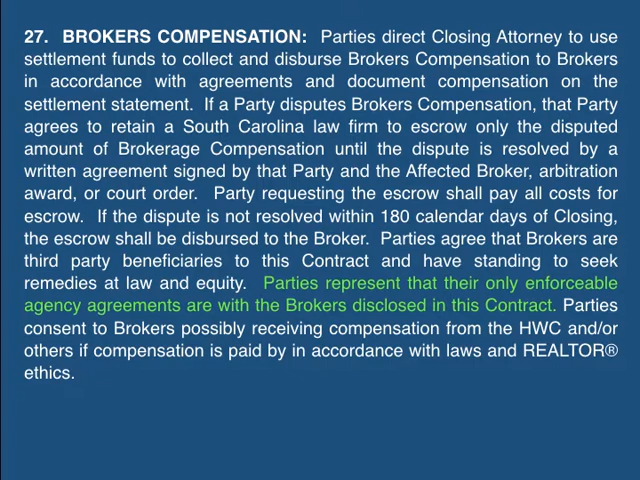 27. BROKERS COMPENSATION: Parties direct Closing Attorney to use
settlement funds to collect and disburse Brokers Compensation to Brokers
in accordance with agreements and document compensation on the
settlement statement. If a Party disputes Brokers Compensation, that Party
agrees to retain a South Carolina law firm to escrow only the disputed
amount of Brokerage Compensation until the dispute is resolved by a
written agreement signed by that Party and the Affected Broker, arbitration
award, or court order. Party requesting the escrow shall pay all costs for
escrow. If the dispute is not resolved within 180 calendar days of Closing,
the escrow shall be disbursed to the Broker. Parties agree that Brokers are
third party beneficiaries to this Contract and have standing to seek
remedies at law and equity. Parties represent that their only enforceable
agency agreements are with the Brokers disclosed in this Contract. Parties
consent to Brokers possibly receiving compensation from the HWC and/or
others if compensation is paid by in accordance with laws and REALTOR®
ethics.